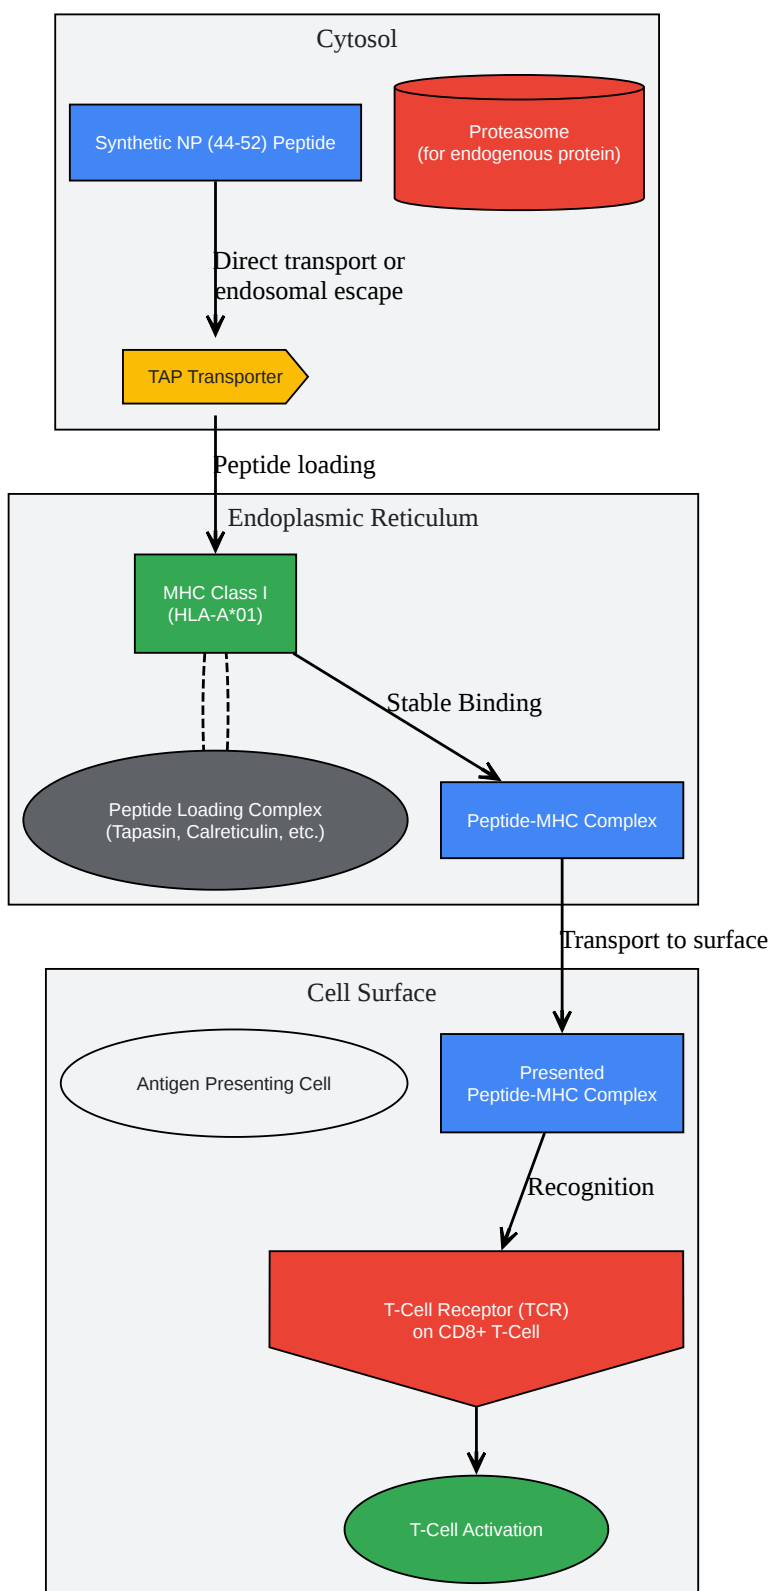 Cytosol
Synthetic NP (44-52) Peptide
Proteasome
(for endogenous protein)
Direct transport or
endosomal escape
TAP Transporter
Peptide loading
Endoplasmic Reticulum
MHC Class I
(HLA-A*01)
Stable Binding
Peptide Loading Complex
(Tapasin, Calreticulin, etc.)
Peptide-MHC Complex
Transport to surface
Cell Surface
Antigen Presenting Cell
Presented
Peptide-MHC Complex
Recognition
T-Cell Receptor (TCR)
on CD8+ T-Cell
T-Cell Activation